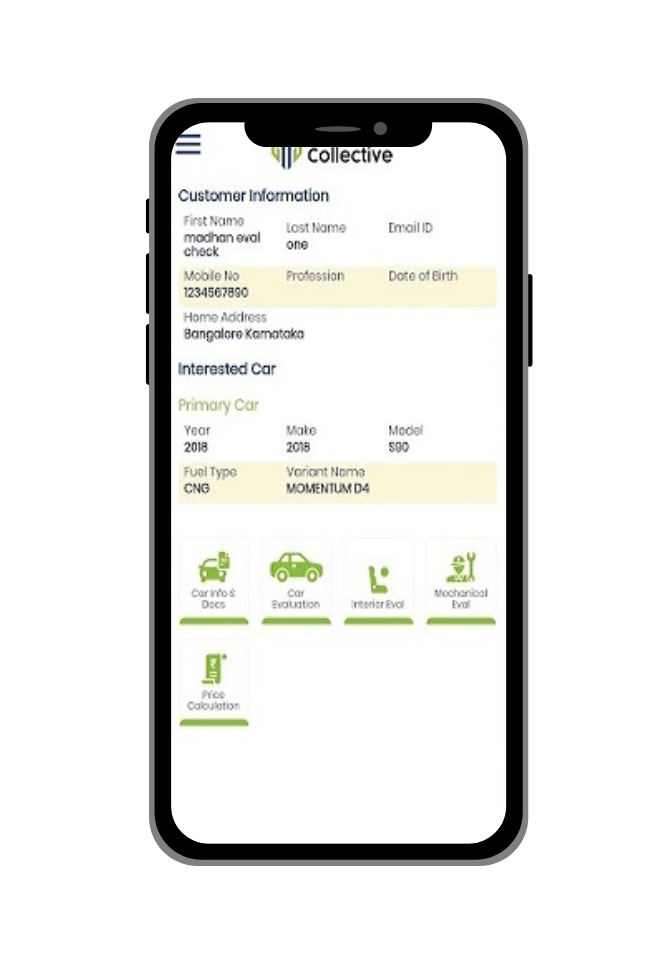 Collective
Customer Information
First Name Last Name Email ID
madhan eval check one
Mobile No Profession Date of Birth
1234567890
Home Address
Bangalore Karnataka
Interested Car
Primary Car
Year Make Model
2018 2018 S90
Fuel Type Variant Name
CNG MOMENTUM D4
Car Info & Docs
Car Evaluation
Interior Eval
Mechanical Eval
Price Calculation